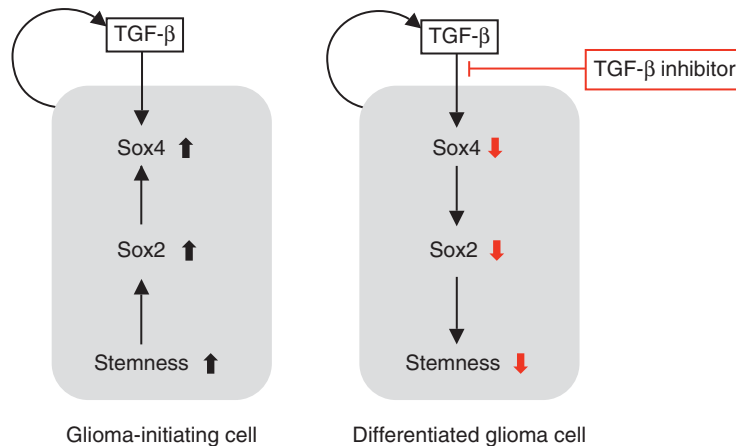 TGF-β
Sox4
Sox2
Stemness
Glioma-initiating cell
TGF-β
TGF-β inhibitor
Sox4
Sox2
Stemness
Differentiated glioma cell